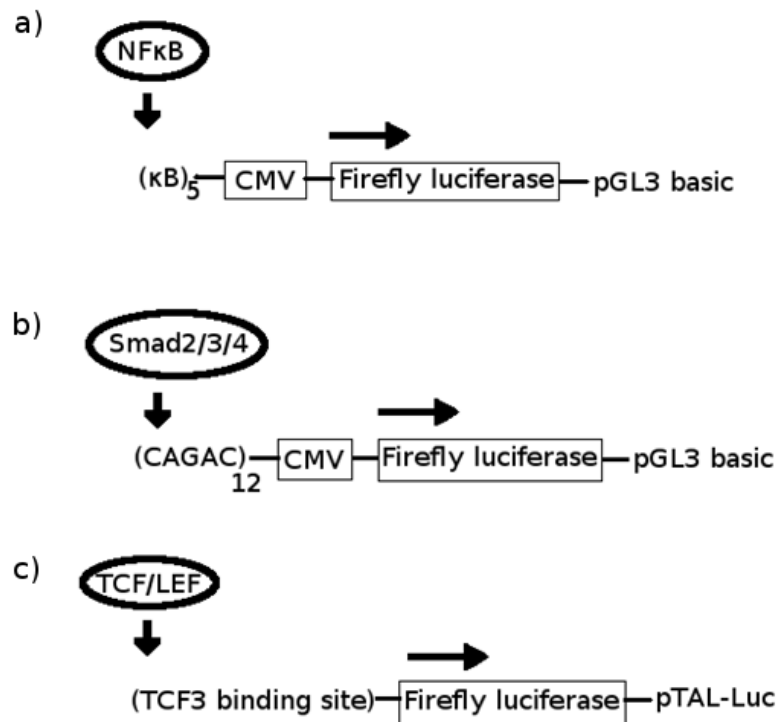 a)
NFκB
(κB)5 CMV Firefly luciferase pGL3 basic
b)
Smad2/3/4
(CAGAC)12 CMV Firefly luciferase pGL3 basic
c)
TCF/LEF
(TCF3 binding site) Firefly luciferase pTAL-Luc